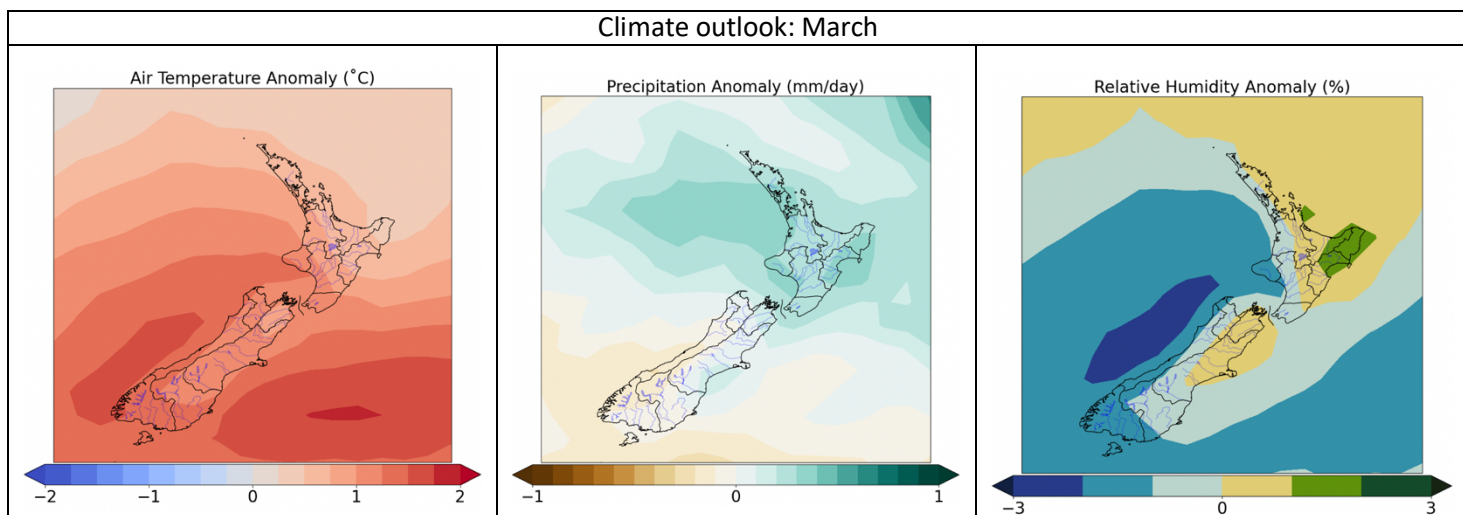 Climate outlook: March
Air Temperature Anomaly (˚C)
Precipitation Anomaly (mm/day)
Relative Humidity Anomaly (%)
−2 −1 0 1 2
−1 0 1
−3 0 3